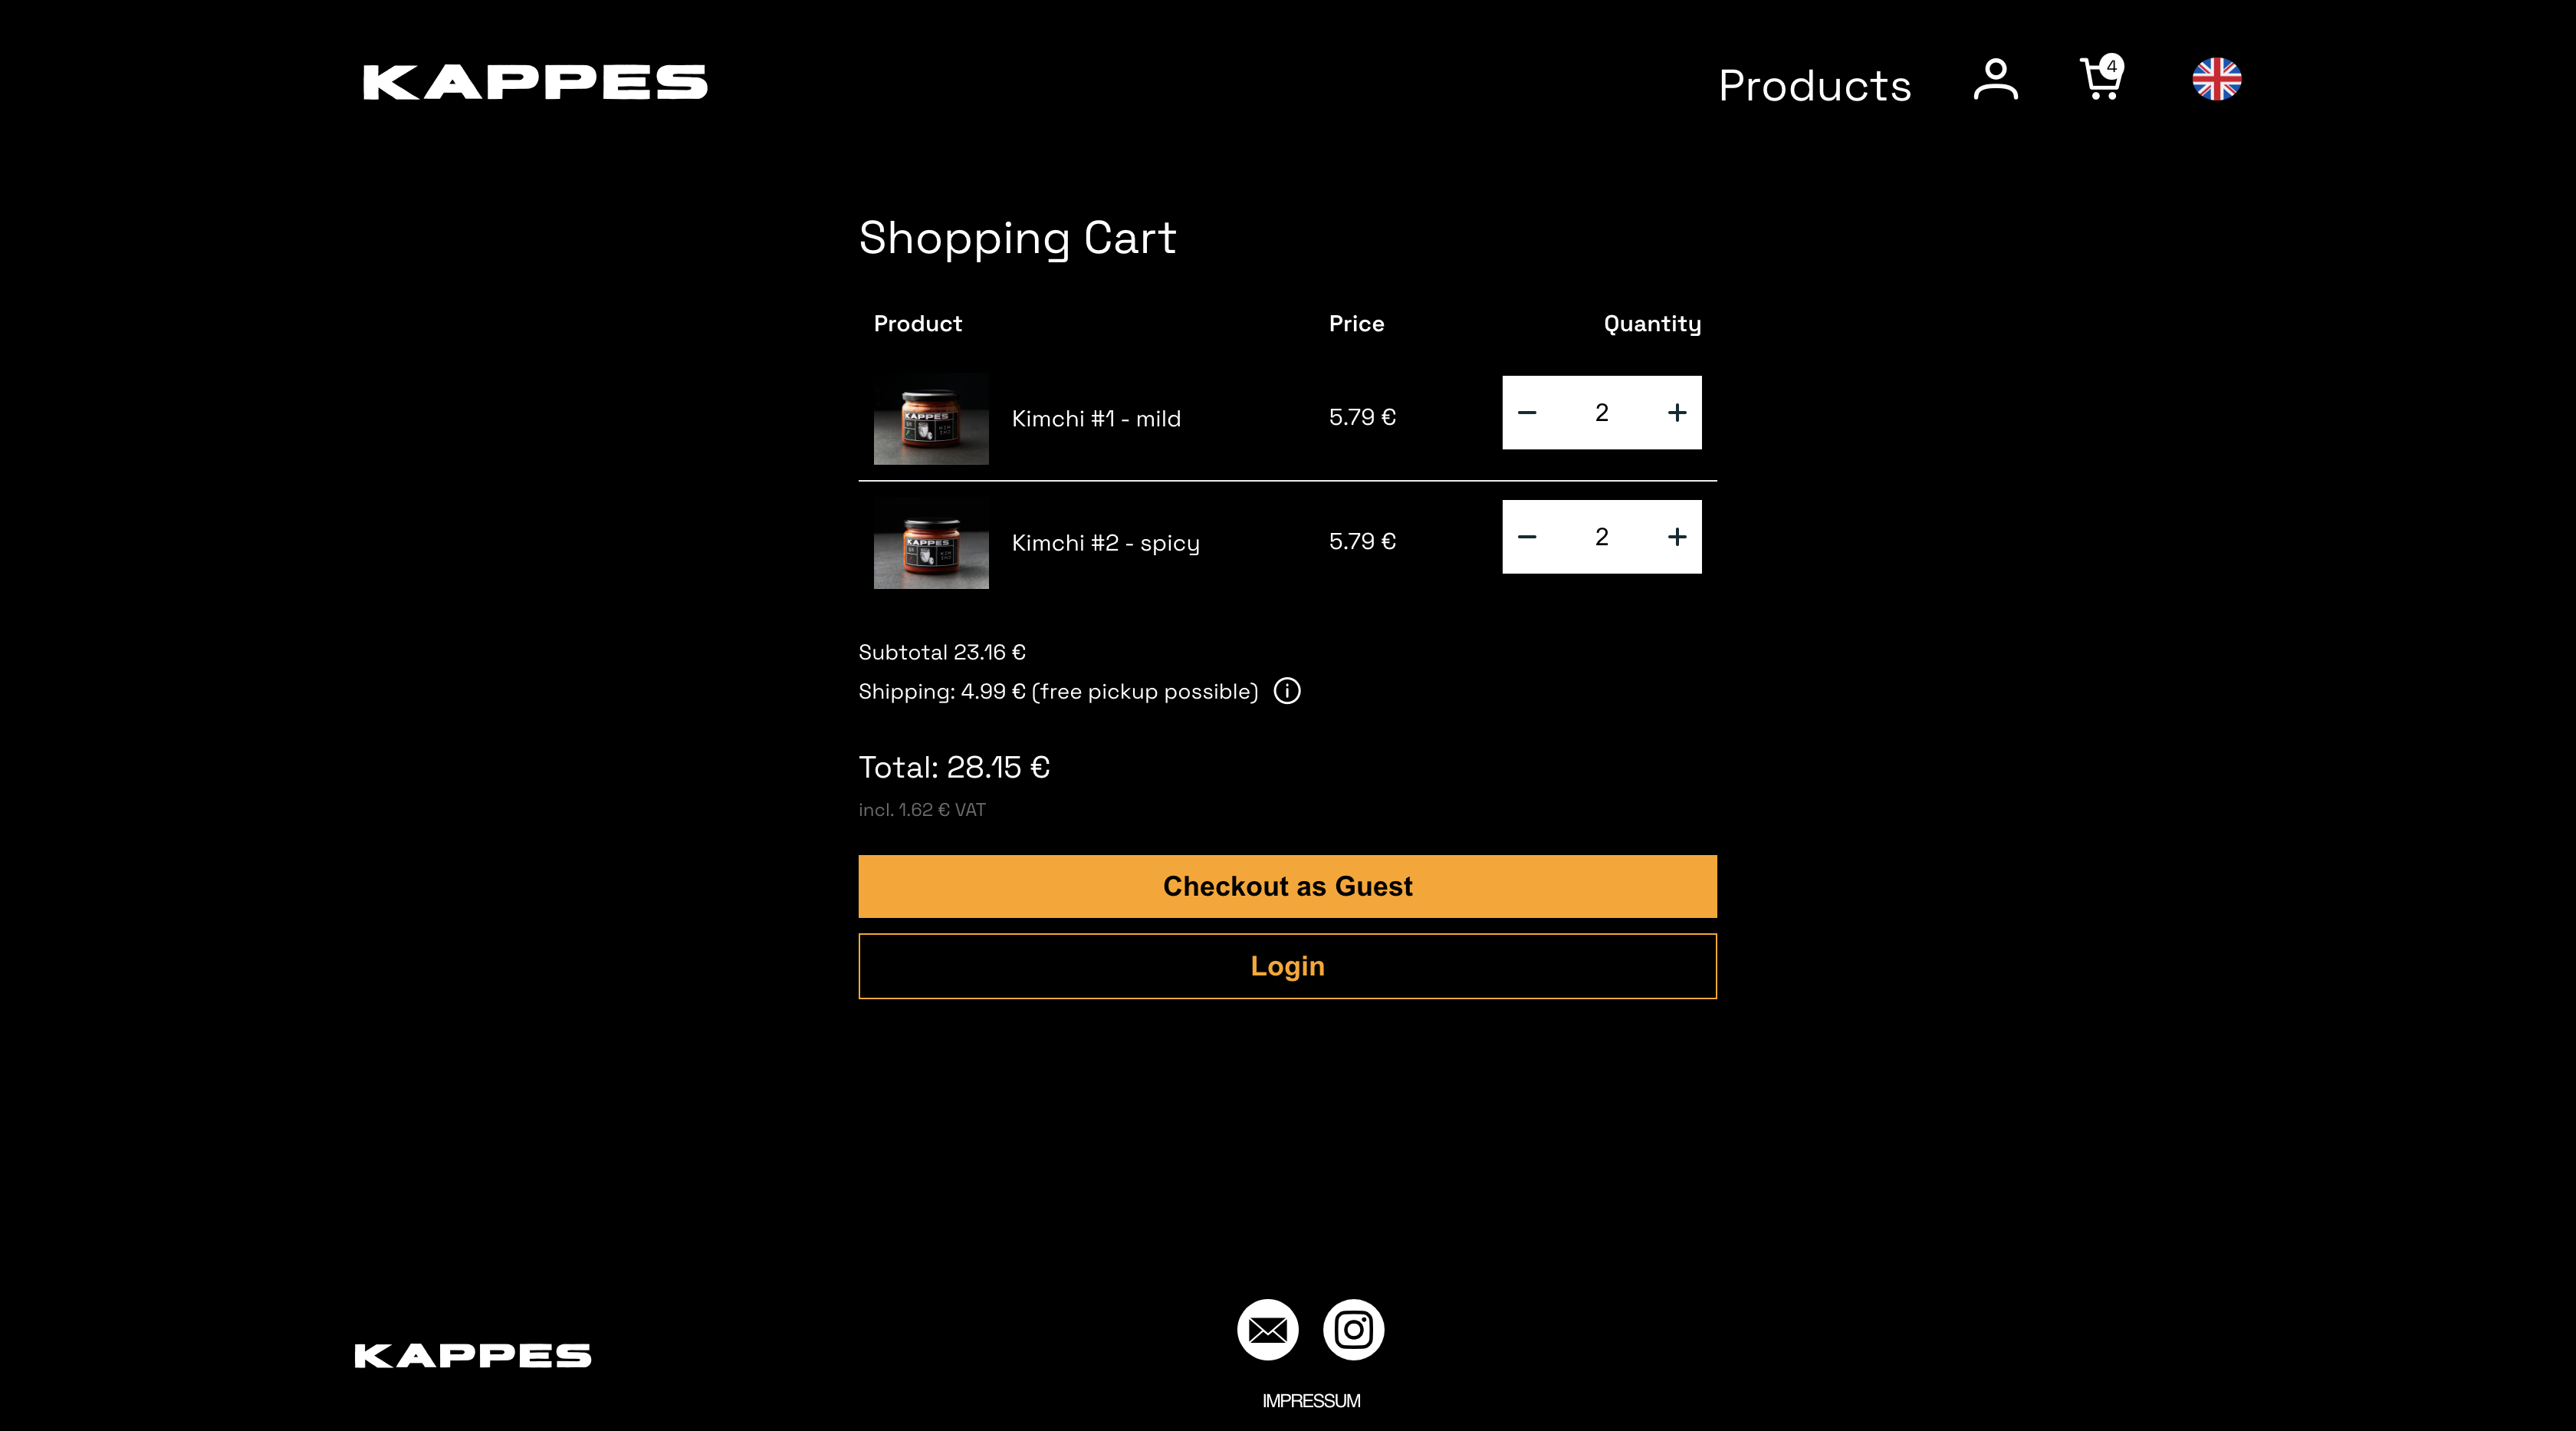 KAPPES
Products
4
Shopping Cart
Product Price Quantity
KAPPES
Kimchi #1 - mild 5.79 € 2
KAPPES
Kimchi #2 - spicy 5.79 € 2
Subtotal 23.16 €
Shipping: 4.99 € (free pickup possible)
Total: 28.15 €
incl. 1.62 € VAT
Checkout as Guest
Login
KAPPES
IMPRESSUM